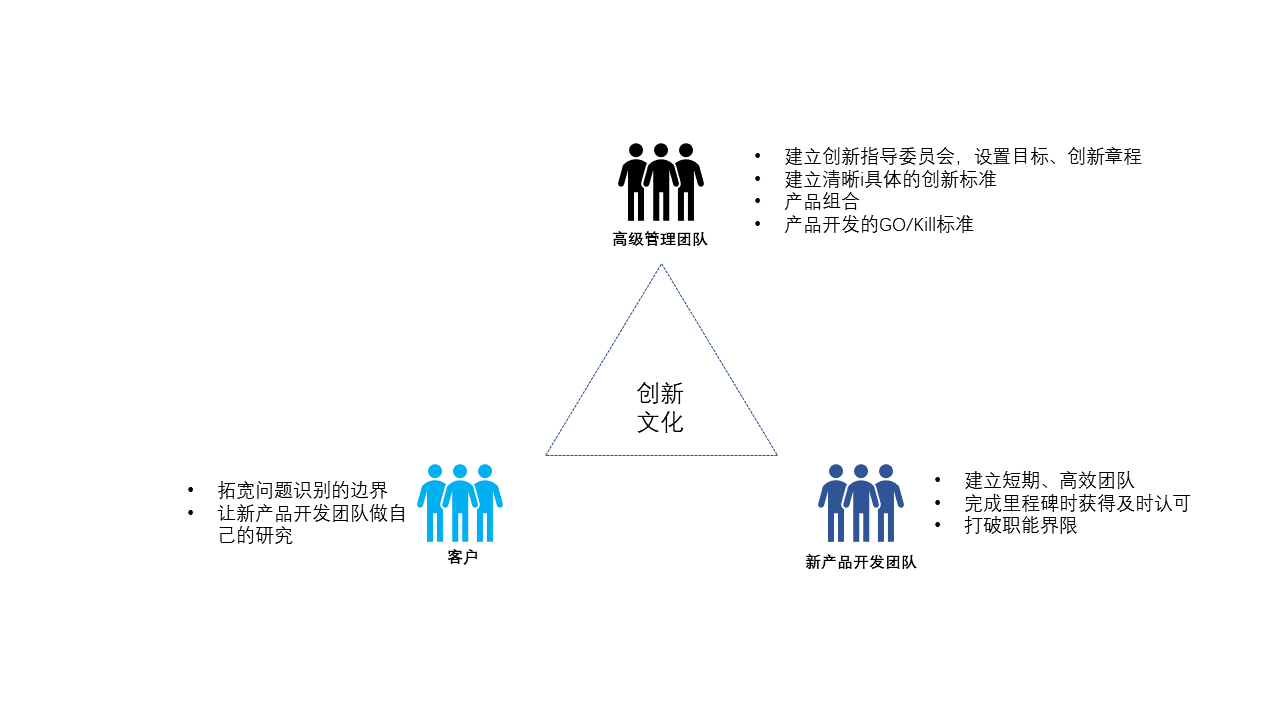 • 建立创新指导委员会，设置目标、创新章程
• 建立清晰i具体的创新标准
• 产品组合
• 产品开发的GO/Kill标准
高级管理团队
创新
文化
• 拓宽问题识别的边界
• 让新产品开发团队做自
己的研究
客户
• 建立短期、高效团队
• 完成里程碑时获得及时认可
• 打破职能界限
新产品开发团队